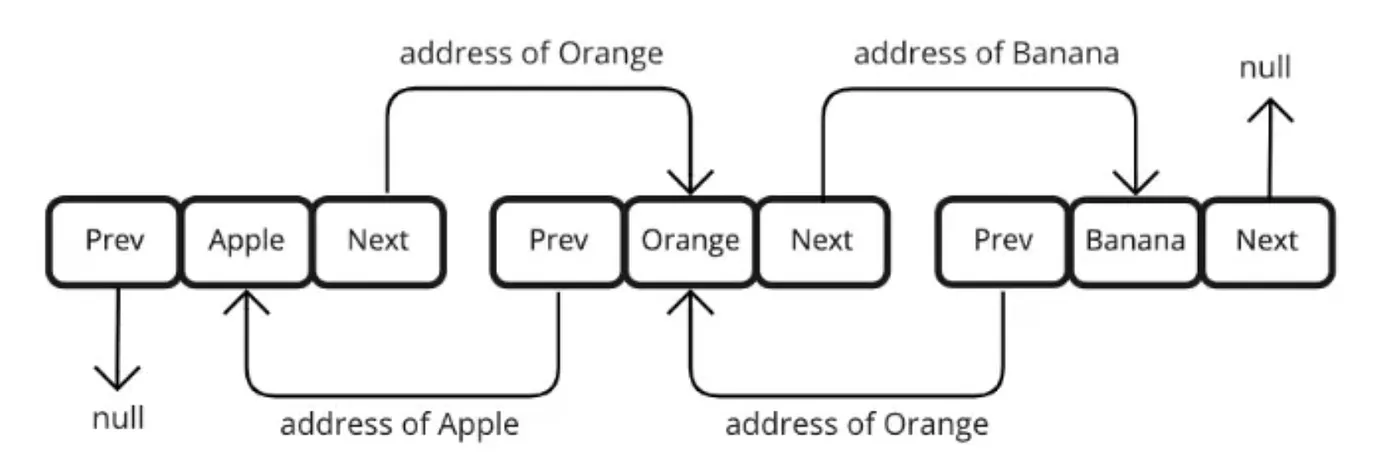 address of Orange
address of Banana
null
Prev Apple Next
Prev Orange Next
Prev Banana Next
null
address of Apple
address of Orange